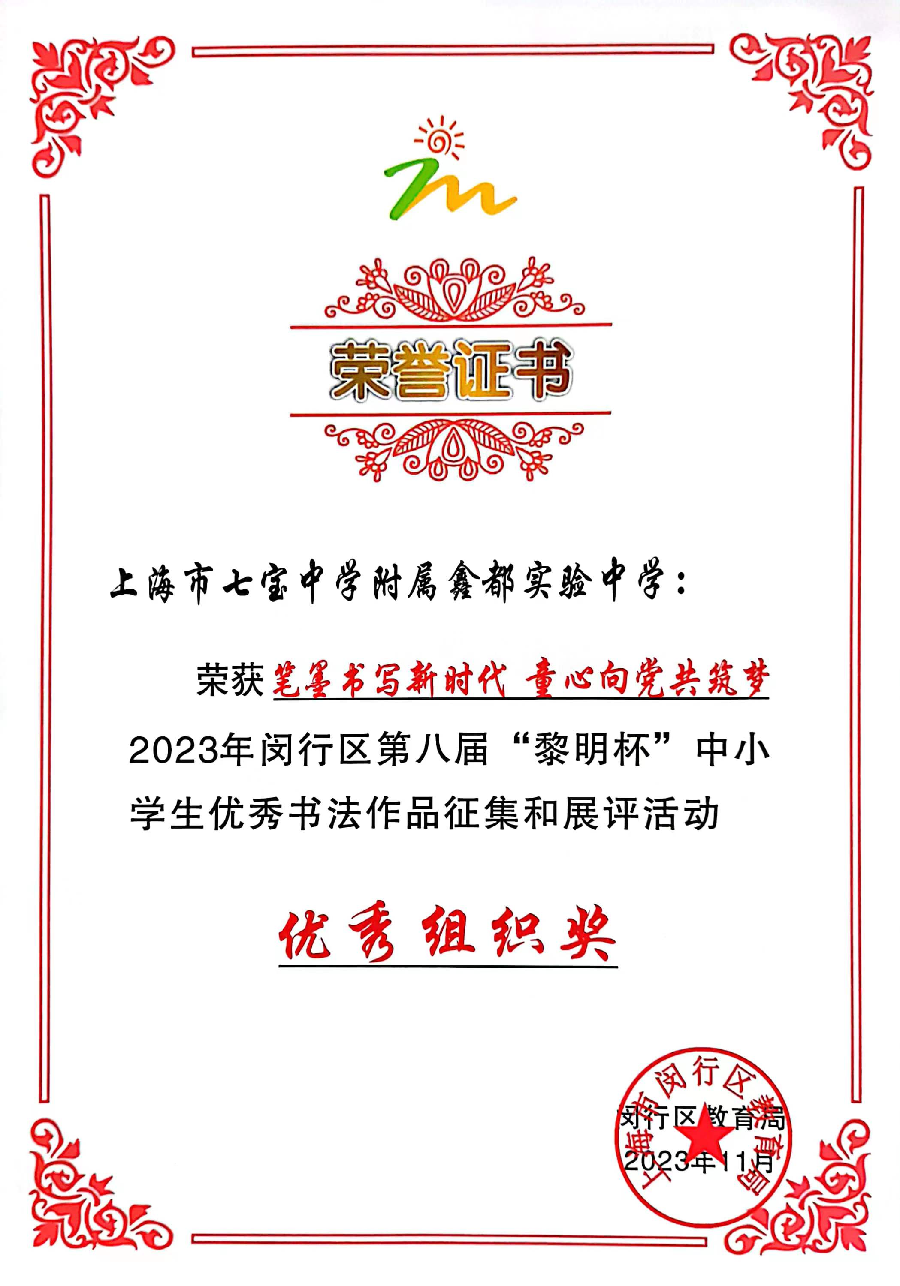 荣誉证书
上海市七宝中学附属鑫都实验中学：
荣获笔墨书写新时代 童心向党共筑梦
2023年闵行区第八届“黎明杯”中小
学生优秀书法作品征集和展评活动
优秀组织奖
上海市闵行区教育局
闵行区教育局
2023年11月